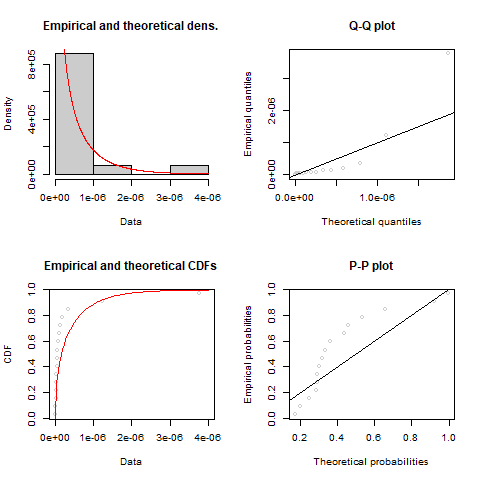 Empirical and theoretical dens.
Density
0e+00 4e+05 8e+05
0e+00 1e-06 2e-06 3e-06 4e-06
Data
Q-Q plot
Empirical quantiles
0e+00 2e-06
0.0e+00 1.0e-06
Theoretical quantiles
Empirical and theoretical CDFs
CDF
0.0 0.2 0.4 0.6 0.8 1.0
0e+00 1e-06 2e-06 3e-06 4e-06
Data
P-P plot
Empirical probabilities
0.0 0.2 0.4 0.6 0.8 1.0
0.2 0.4 0.6 0.8 1.0
Theoretical probabilities